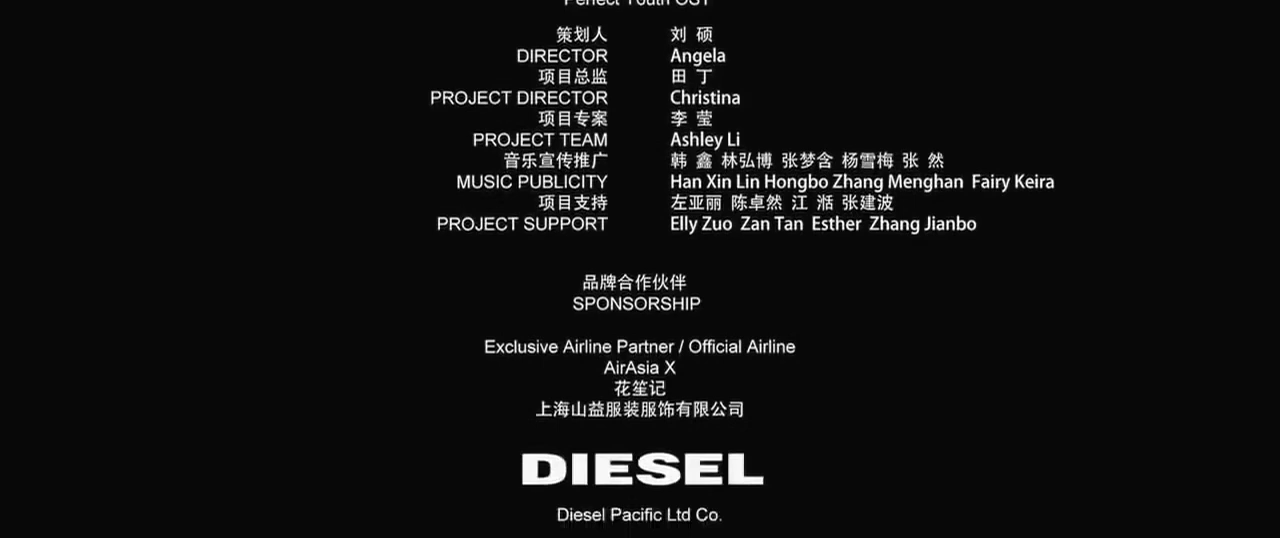 Perfect Youth OST
策划人 刘 硕
DIRECTOR Angela
项目总监 田 丁
PROJECT DIRECTOR Christina
项目专案 李 莹
PROJECT TEAM Ashley Li
音乐宣传推广 韩 鑫 林弘博 张梦含 杨雪梅 张 然
MUSIC PUBLICITY Han Xin Lin Hongbo Zhang Menghan Fairy Keira
项目支持 左亚丽 陈卓然 江 湉 张建波
PROJECT SUPPORT Elly Zuo Zan Tan Esther Zhang Jianbo
品牌合作伙伴
SPONSORSHIP
Exclusive Airline Partner / Official Airline
AirAsia X
花笙记
上海山益服装服饰有限公司
DIESEL
Diesel Pacific Ltd Co.